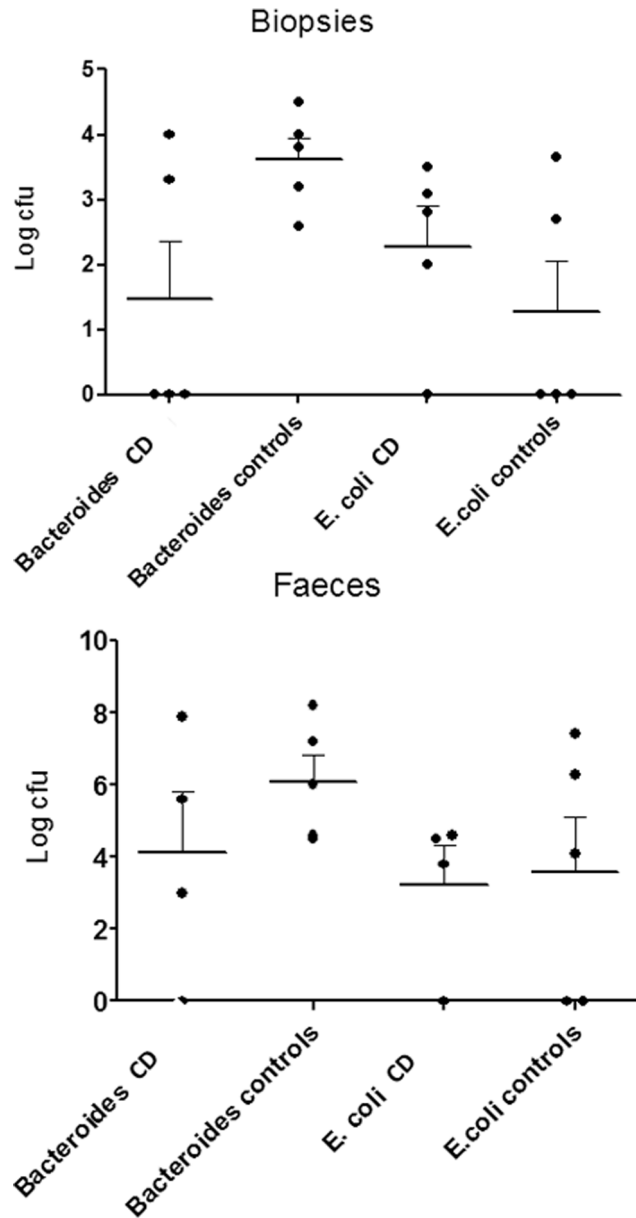 Biopsies
5
4
3
2
1
0
Log cfu
Bacteroides CD
Bacteroides controls
E. coli CD
E.coli controls
Faeces
10
8
6
4
2
0
Log cfu
Bacteroides CD
Bacteroides controls
E. coli CD
E.coli controls